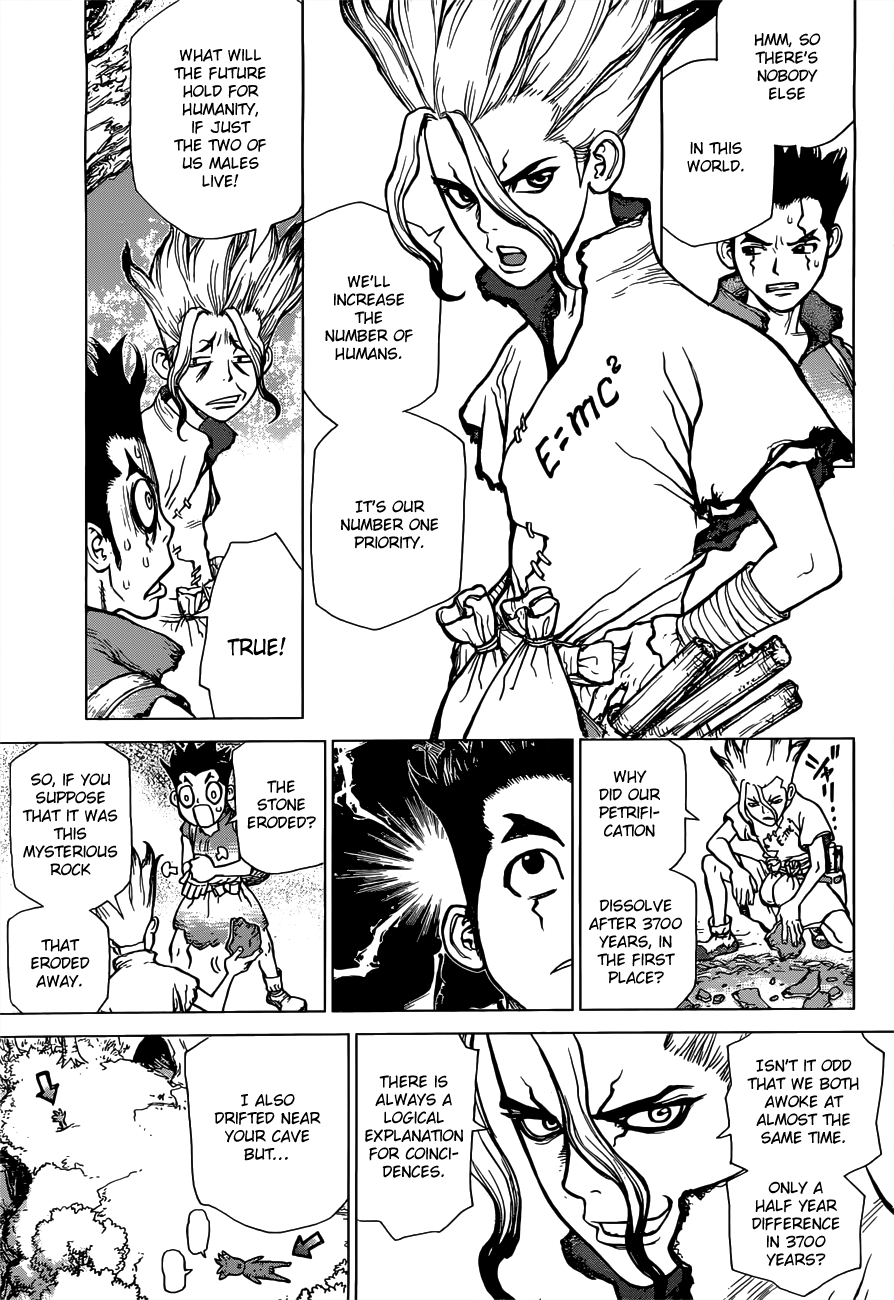 HMM, SO
THERE'S
NOBODY
ELSE
IN THIS
WORLD.
WE'LL
INCREASE
THE
NUMBER OF
HUMANS.
IT'S OUR
NUMBER ONE
PRIORITY.
E=mc²
WHAT WILL
THE FUTURE
HOLD FOR
HUMANITY,
IF JUST
THE TWO OF
US MALES
LIVE!
TRUE!
WHY
DID OUR
PETRIFI-
CATION
DISSOLVE
AFTER 3700
YEARS, IN
THE FIRST
PLACE?
THE
STONE
ERODED?
SO, IF YOU
SUPPOSE
THAT IT WAS
THIS
MYSTERIOUS
ROCK
THAT
ERODED
AWAY.
ISN'T IT ODD
THAT WE BOTH
AWOKE AT
ALMOST THE
SAME TIME.
ONLY A
HALF YEAR
DIFFERENCE
IN 3700
YEARS?
THERE IS
ALWAYS A
LOGICAL
EXPLANATION
FOR COINCI-
DENCES.
I ALSO
DRIFTED NEAR
YOUR CAVE
BUT...